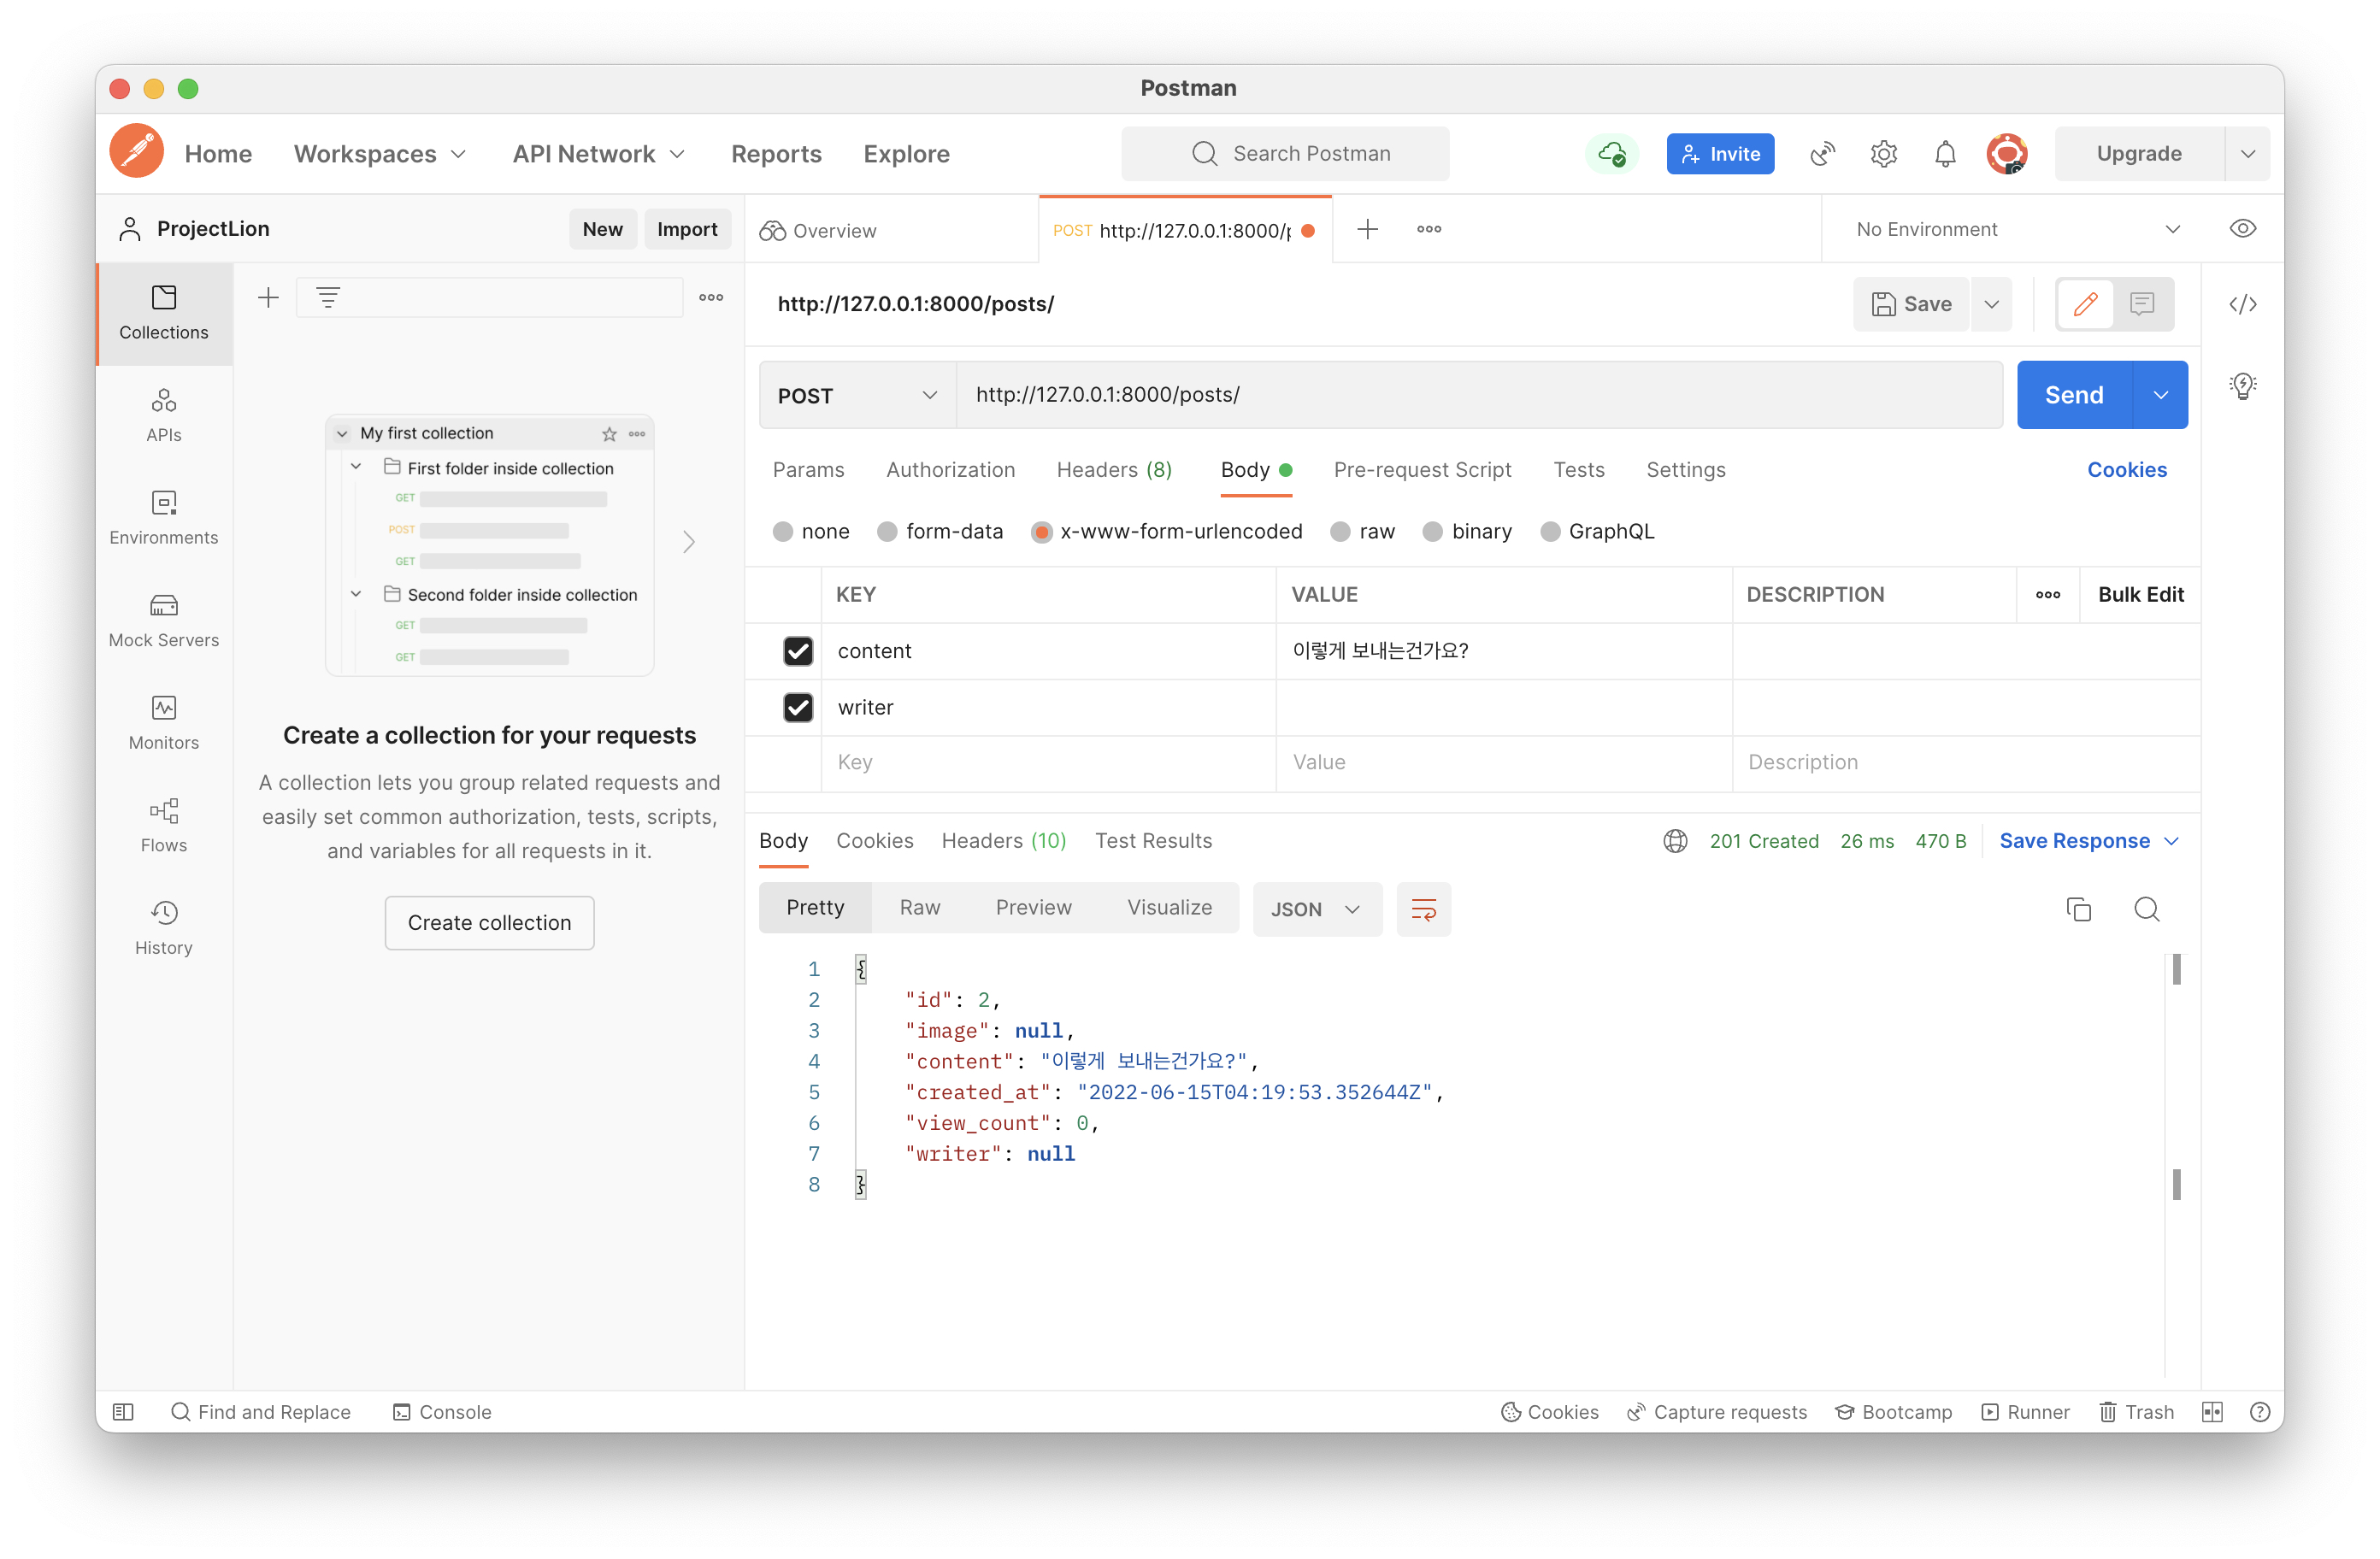 Postman
Home Workspaces API Network Reports Explore Search Postman Invite Upgrade
ProjectLion New Import
Overview POST http://127.0.0.1:8000/p No Environment
Collections
APIs
Environments
Mock Servers
Monitors
Flows
History
My first collection
First folder inside collection
GET
POST
GET
Second folder inside collection
GET
GET
Create a collection for your requests
A collection lets you group related requests and
easily set common authorization, tests, scripts,
and variables for all requests in it.
Create collection
http://127.0.0.1:8000/posts/ Save
POST http://127.0.0.1:8000/posts/ Send
Params Authorization Headers (8) Body Pre-request Script Tests Settings Cookies
none form-data x-www-form-urlencoded raw binary GraphQL
KEY VALUE DESCRIPTION Bulk Edit
content 이렇게 보내는건가요?
writer
Key Value Description
Body Cookies Headers (10) Test Results 201 Created 26 ms 470 B Save Response
Pretty Raw Preview Visualize JSON
1 {
2 "id": 2,
3 "image": null,
4 "content": "이렇게 보내는건가요?",
5 "created_at": "2022-06-15T04:19:53.352644Z",
6 "view_count": 0,
7 "writer": null
8 }
Find and Replace Console Cookies Capture requests Bootcamp Runner Trash